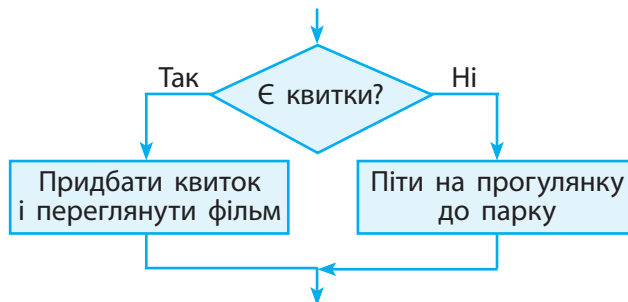 Є квитки?
Так
Ні
Придбати квиток
і переглянути фільм
Піти на прогулянку
до парку